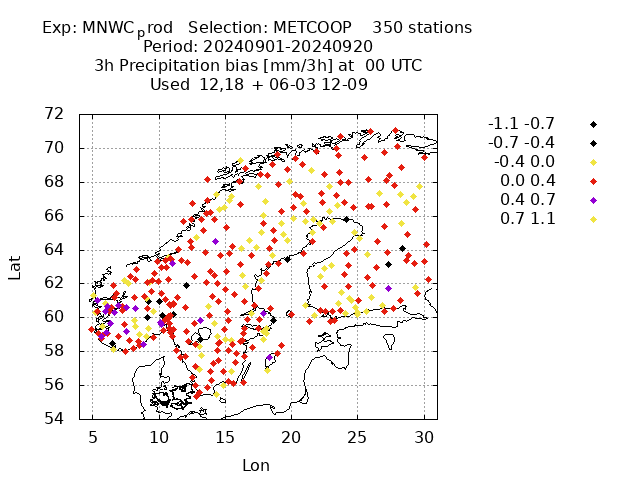 Exp: MNWC_prod Selection: METCOOP 350 stations
Period: 20240901-20240920
3h Precipitation bias [mm/3h] at 00 UTC
Used 12,18 + 06-03 12-09
72
70
68
66
64
62
60
58
56
54
Lat
5 10 15 20 25 30
Lon
-1.1 -0.7
-0.7 -0.4
-0.4 0.0
0.0 0.4
0.4 0.7
0.7 1.1